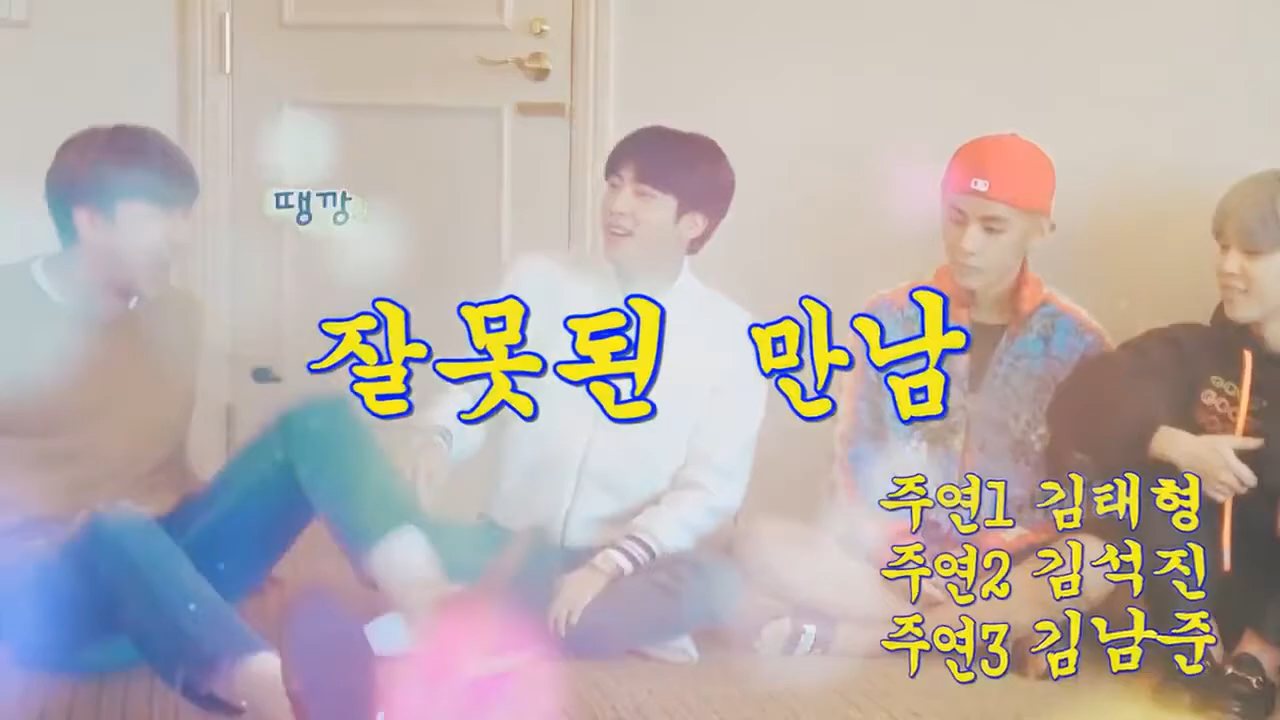 땡깡
잘못된 만남
주연1 김태형
주연2 김석진
주연3 김남준